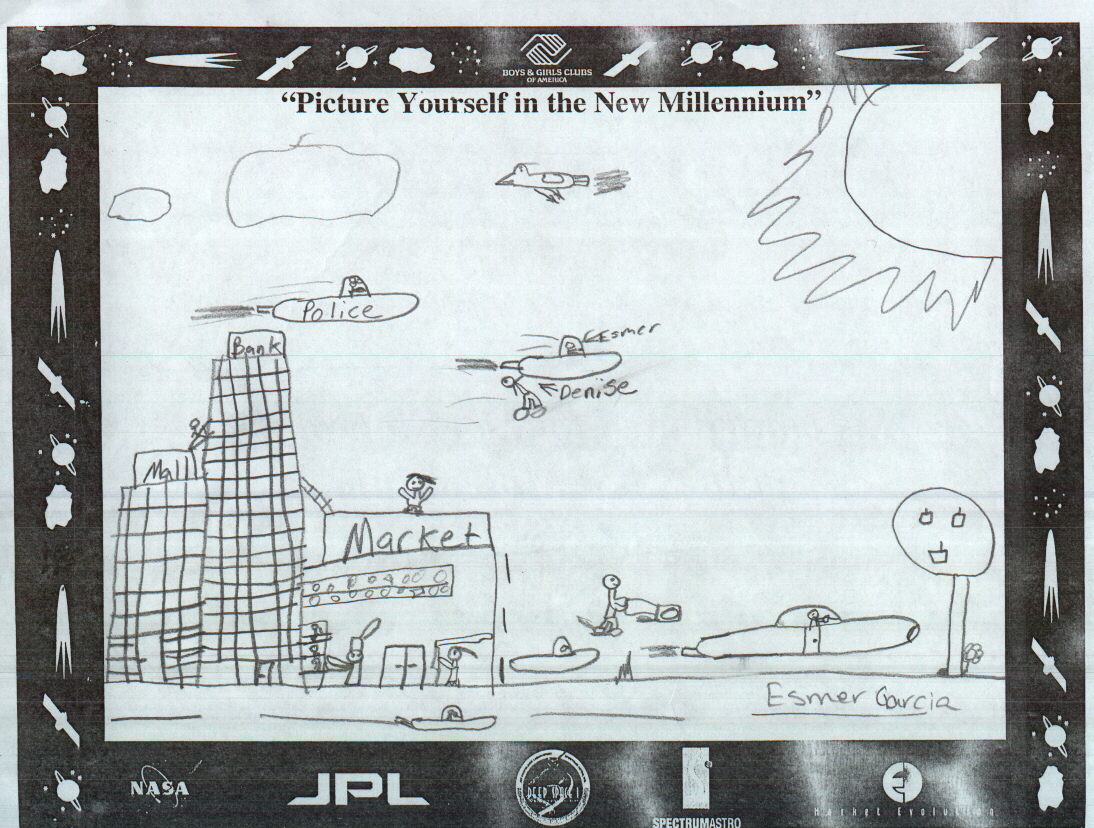 BOYS & GIRLS CLUBS
OF AMERICA
“Picture Yourself in the New Millennium”
Police
Bank
Esmer
Denise
Mall
Market
Esmer Garcia
NASA
JPL
DEEP SPACE 1
SPECTRUMASTRO
Market Evolution